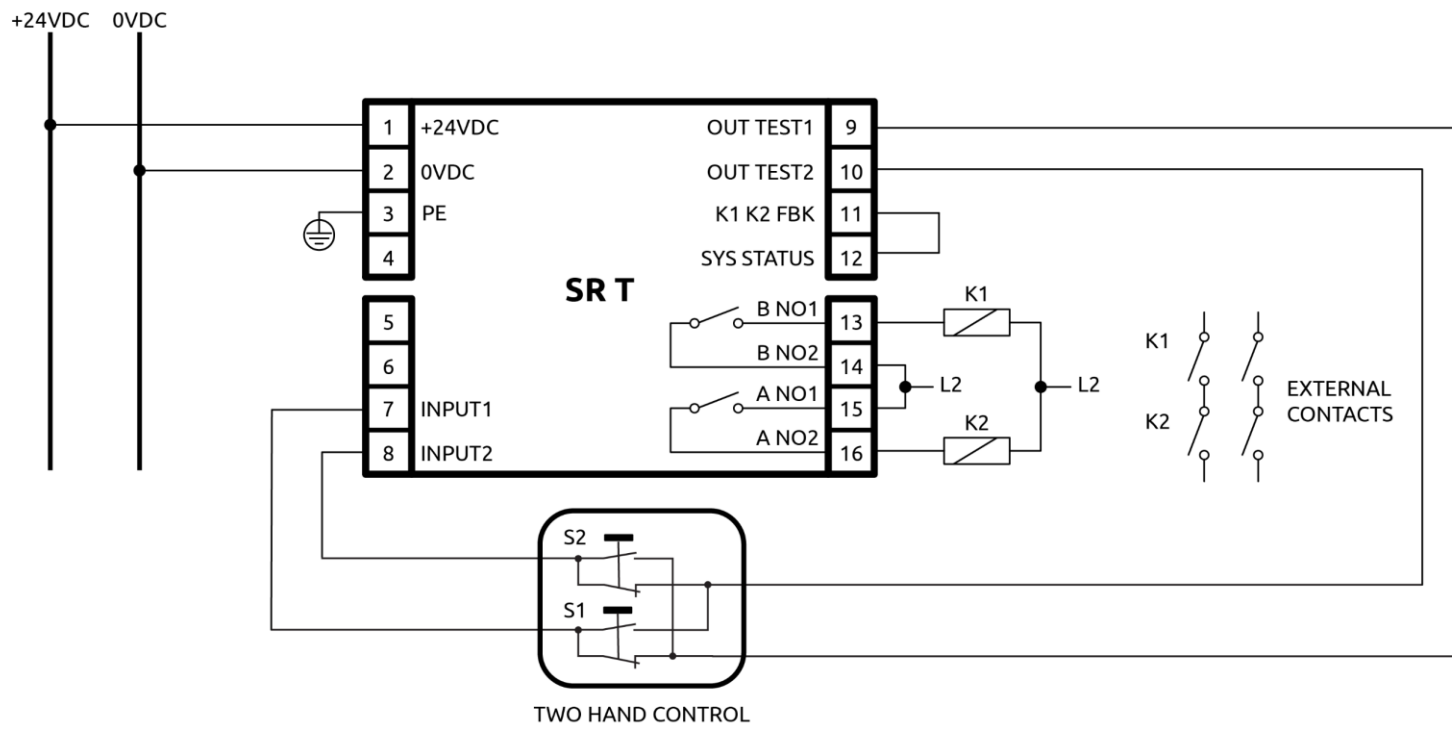 +24VDC 0VDC
1 +24VDC OUT TEST1 9
2 0VDC OUT TEST2 10
3 PE K1 K2 FBK 11
4 SYS STATUS 12
SR T
5 B NO1 13 K1
6 B NO2 14 L2 L2
7 INPUT1 A NO1 15
8 INPUT2 A NO2 16 K2
K1
K2
EXTERNAL
CONTACTS
S2
S1
TWO HAND CONTROL